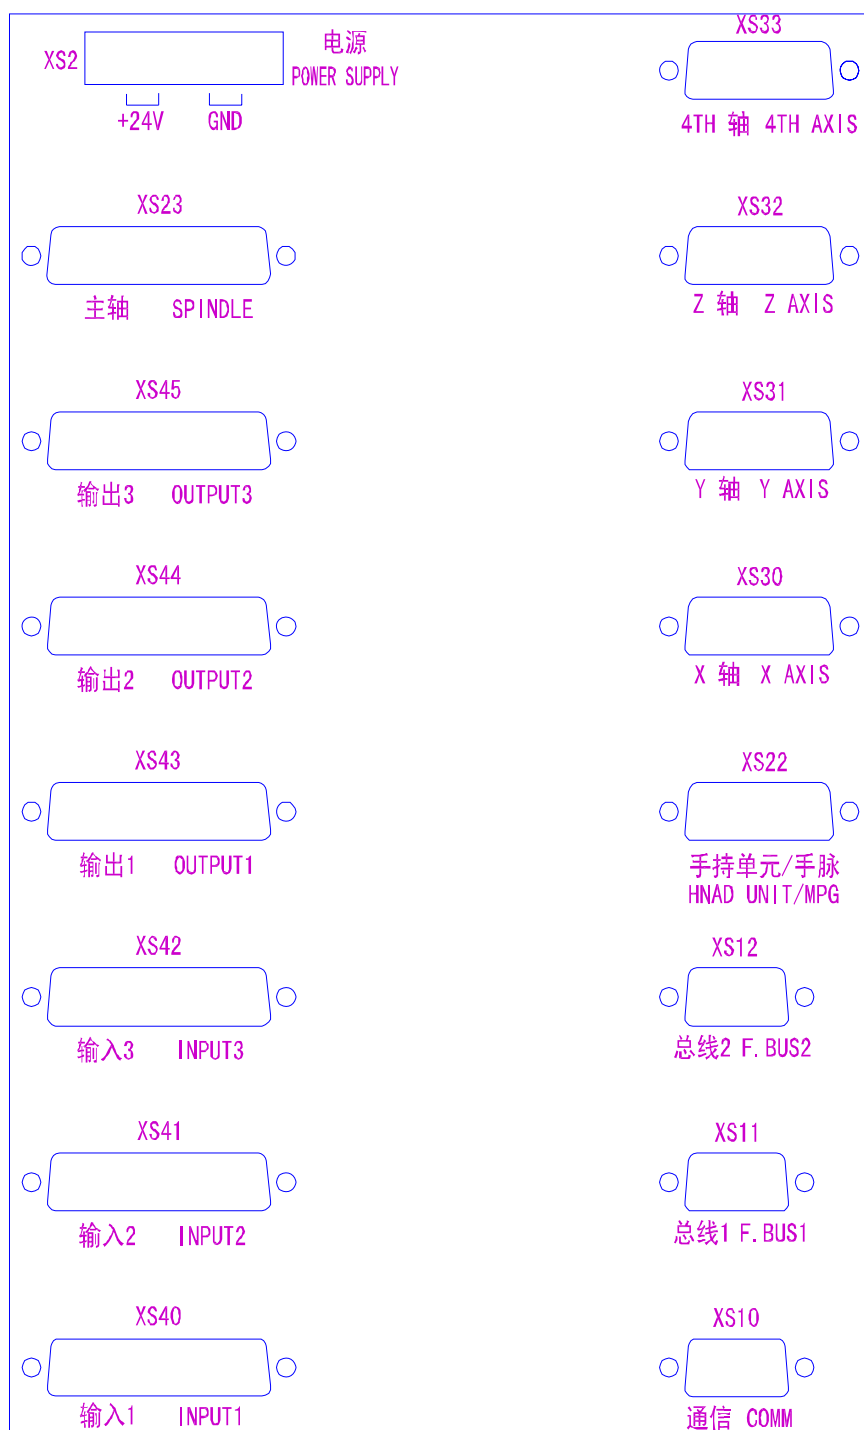 XS2
电源
POWER SUPPLY
+24V GND
XS23
主轴 SPINDLE
XS45
输出3 OUTPUT3
XS44
输出2 OUTPUT2
XS43
输出1 OUTPUT1
XS42
输入3 INPUT3
XS41
输入2 INPUT2
XS40
输入1 INPUT1
XS33
4TH 轴 4TH AXIS
XS32
Z 轴 Z AXIS
XS31
Y 轴 Y AXIS
XS30
X 轴 X AXIS
XS22
手持单元/手脉
HNAD UNIT/MPG
XS12
总线2 F.BUS2
XS11
总线1 F.BUS1
XS10
通信 COMM